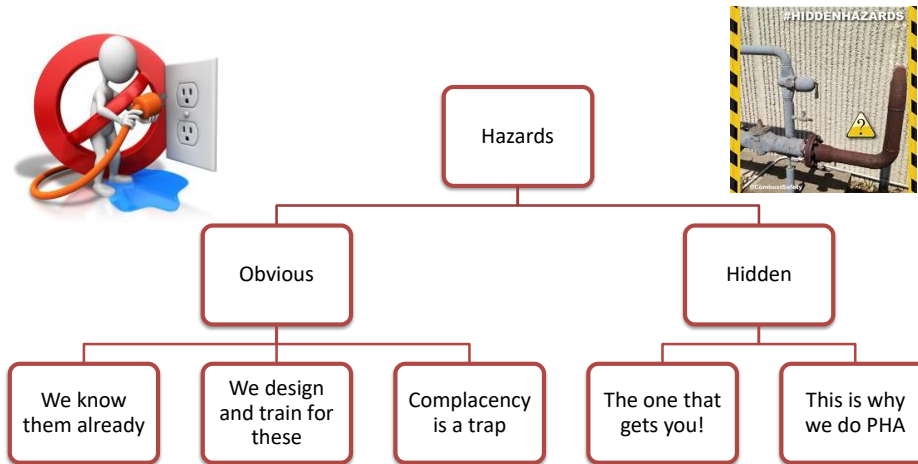 #HIDDENHAZARDS
?
@CombustSafety
Hazards
Obvious
Hidden
We know
them already
We design
and train for
these
Complacency
is a trap
The one that
gets you!
This is why
we do PHA